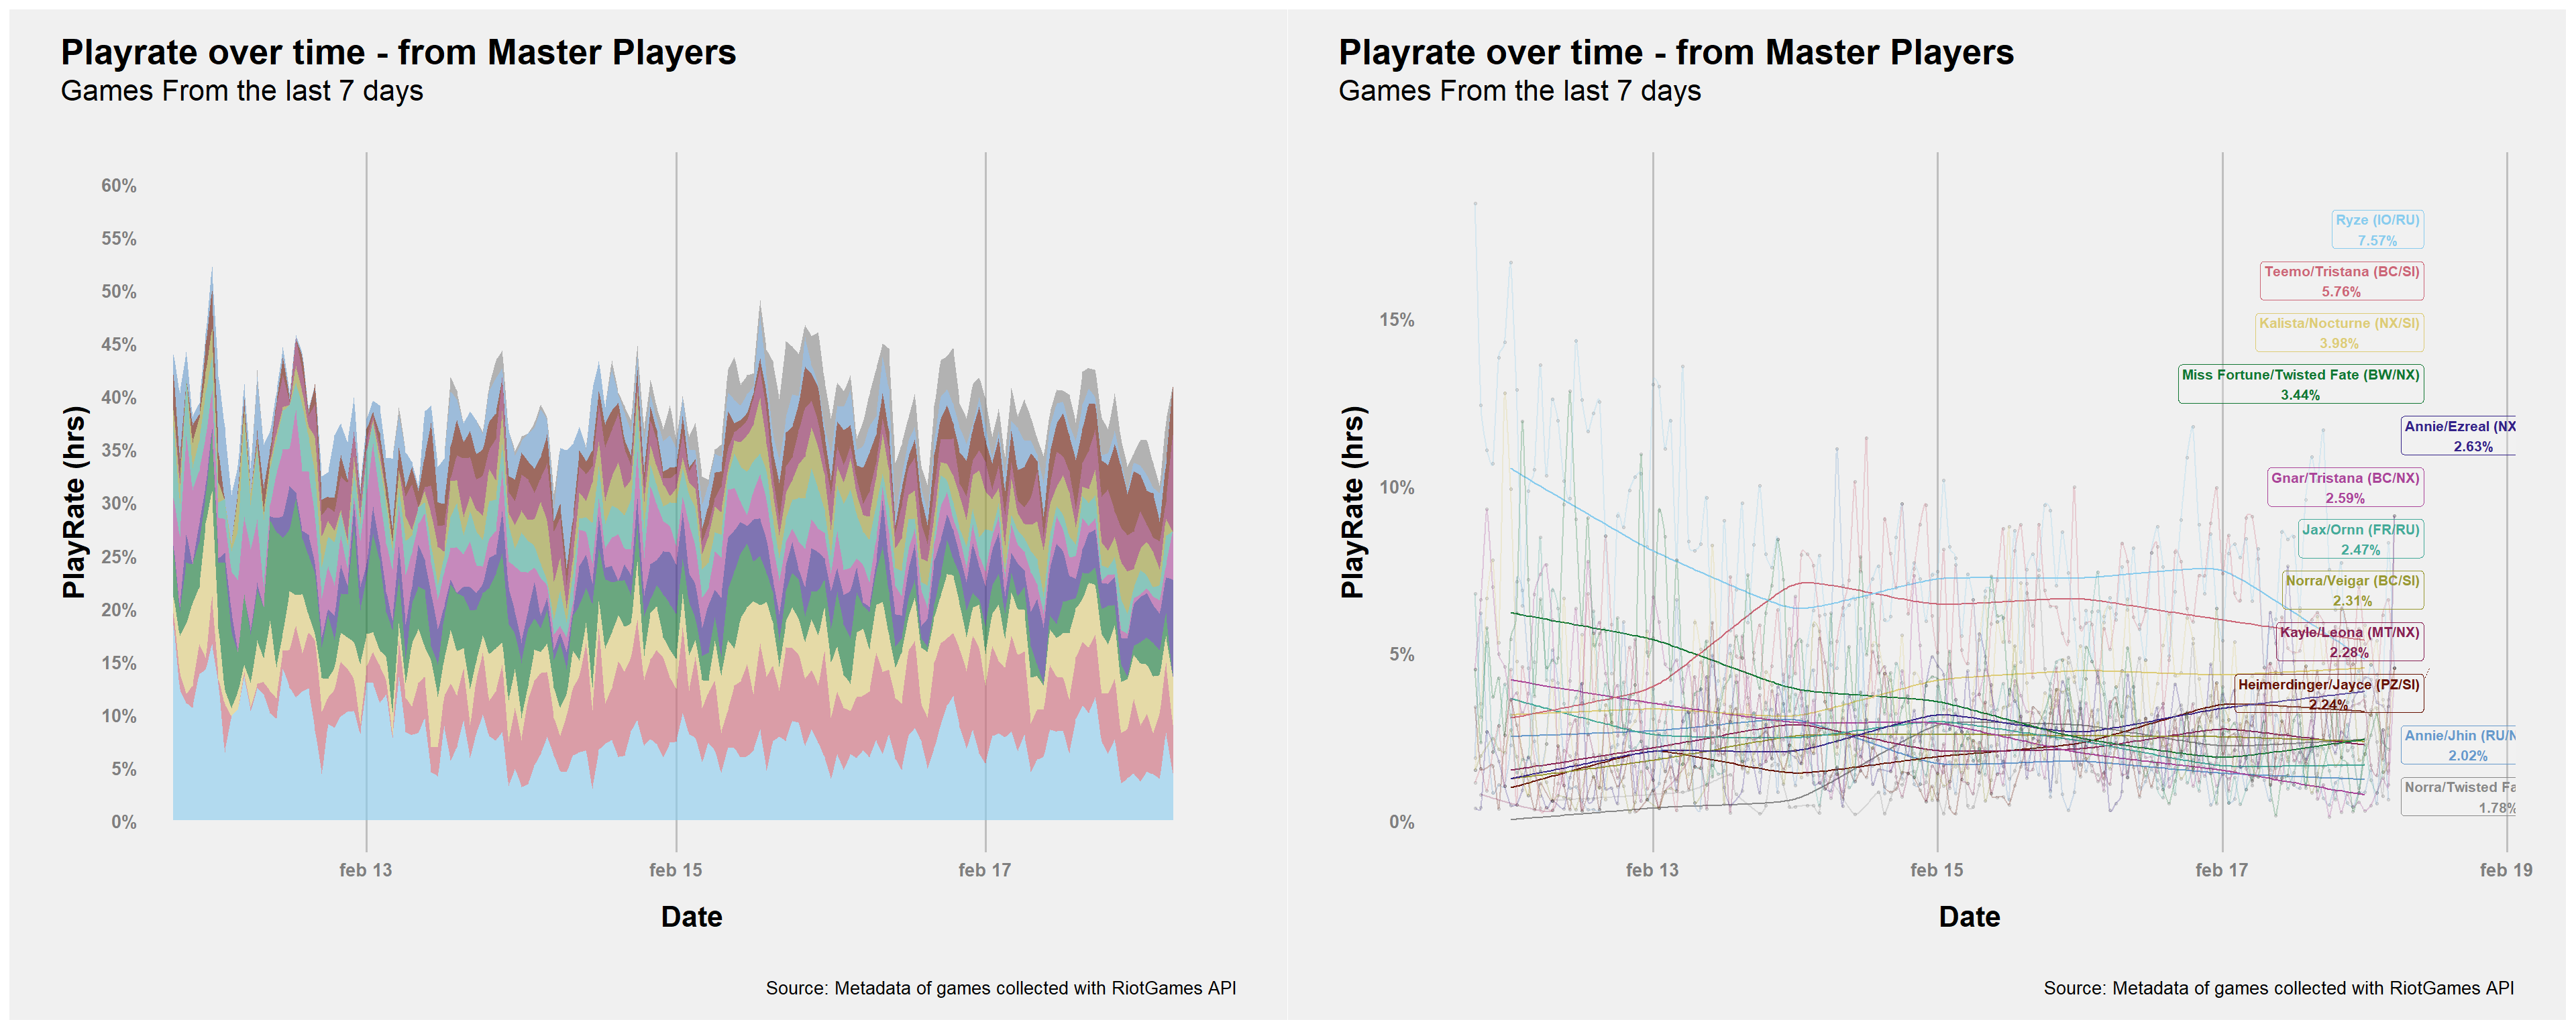 Playrate over time - from Master Players
Games From the last 7 days
PlayRate (hrs)
60%
55%
50%
45%
40%
35%
30%
25%
20%
15%
10%
5%
0%
feb 13
feb 15
feb 17
Date
Source: Metadata of games collected with RiotGames API
Playrate over time - from Master Players
Games From the last 7 days
PlayRate (hrs)
15%
10%
5%
0%
Ryze (IO/RU)
7.57%
Teemo/Tristana (BC/SI)
5.76%
Kalista/Nocturne (NX/SI)
3.98%
Miss Fortune/Twisted Fate (BW/NX)
3.44%
Annie/Ezreal (NX
2.63%
Gnar/Tristana (BC/NX)
2.59%
Jax/Ornn (FR/RU)
2.47%
Norra/Veigar (BC/SI)
2.31%
Kayle/Leona (MT/NX)
2.28%
Heimerdinger/Jayce (PZ/SI)
2.24%
Annie/Jhin (RU/N
2.02%
Norra/Twisted Fa
1.78%
feb 13
feb 15
feb 17
feb 19
Date
Source: Metadata of games collected with RiotGames API